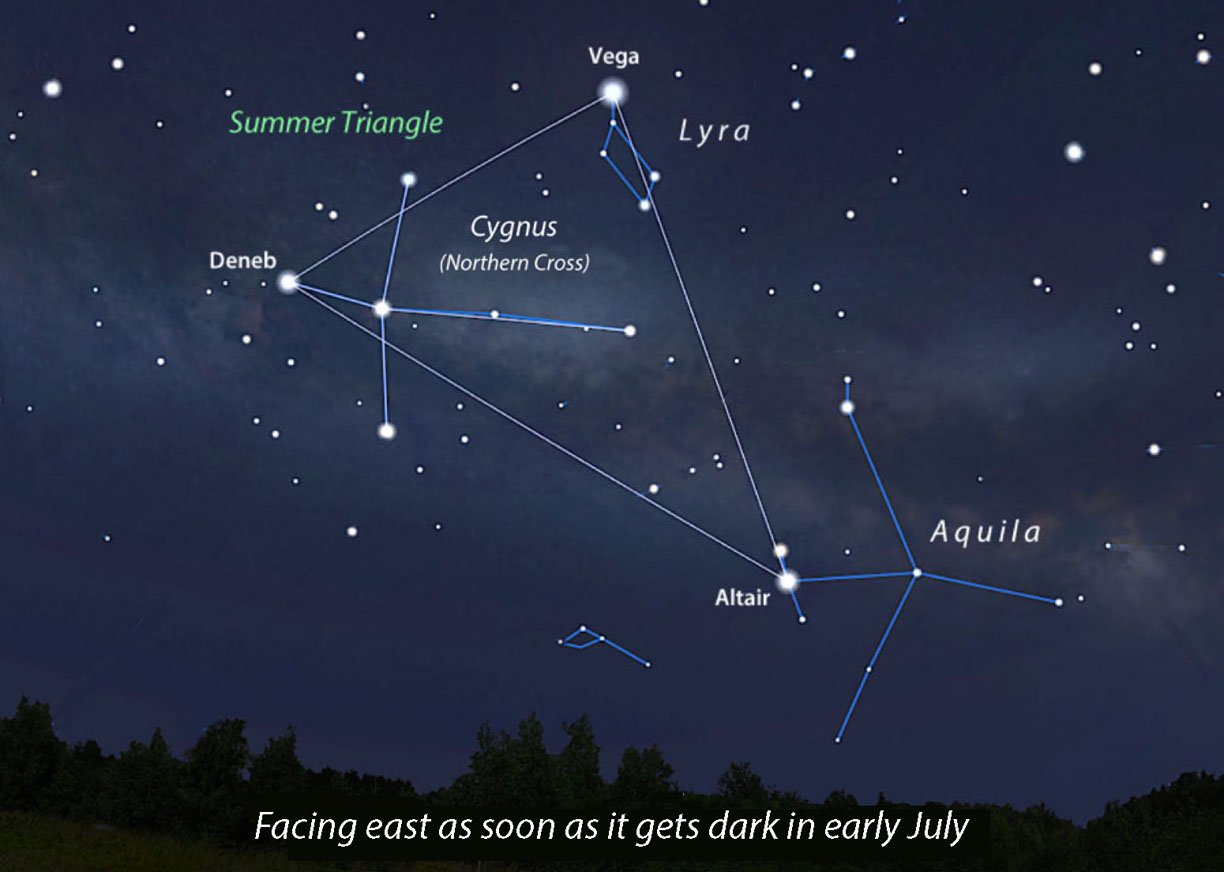 Vega
Summer Triangle
Lyra
Cygnus
(Northern Cross)
Deneb
Aquila
Altair
Facing east as soon as it gets dark in early July